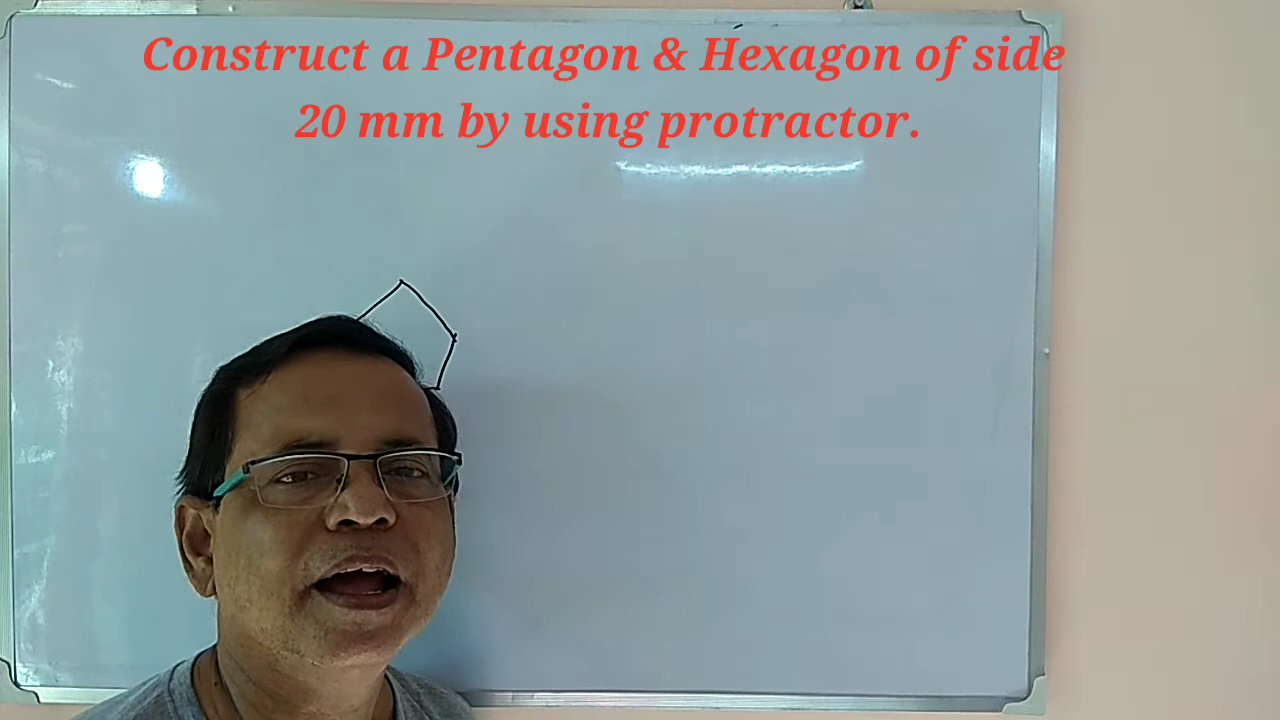 Construct a Pentagon & Hexagon of side
20 mm by using protractor.